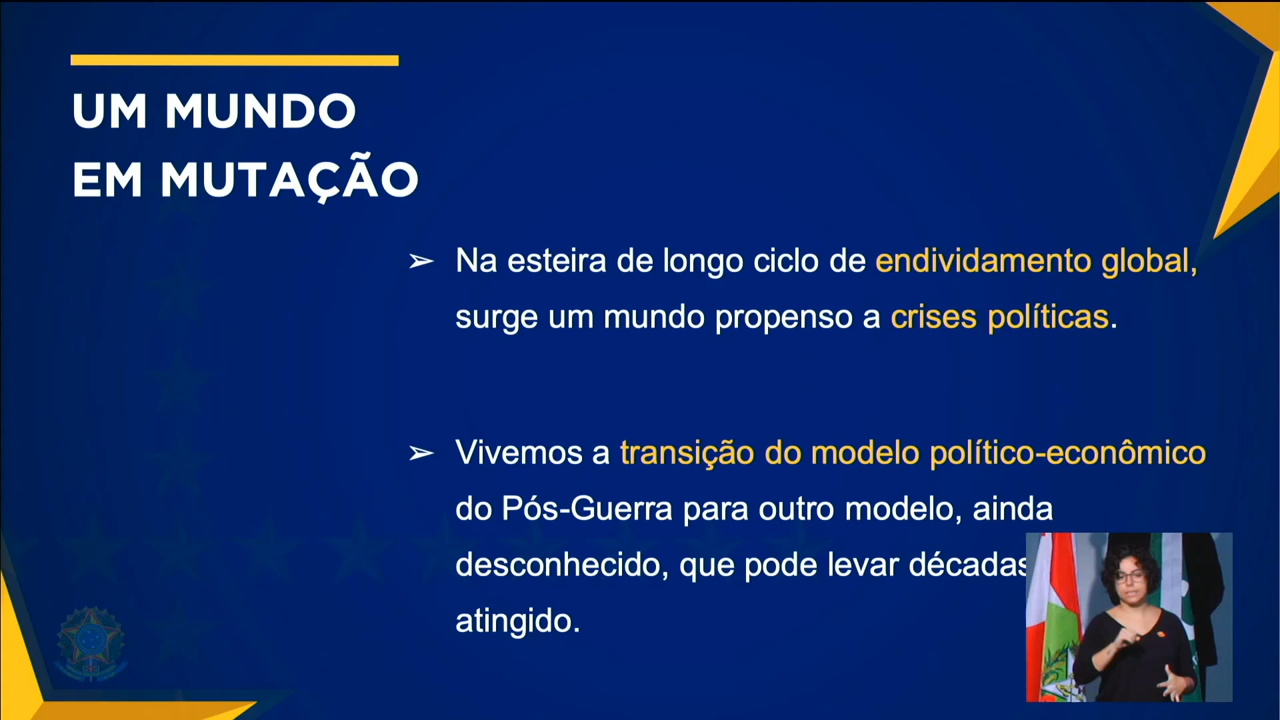 UM MUNDO
EM MUTAÇÃO
➢ Na esteira de longo ciclo de endividamento global,
surge um mundo propenso a crises políticas.
➢ Vivemos a transição do modelo político-econômico
do Pós-Guerra para outro modelo, ainda
desconhecido, que pode levar décadas
atingido.